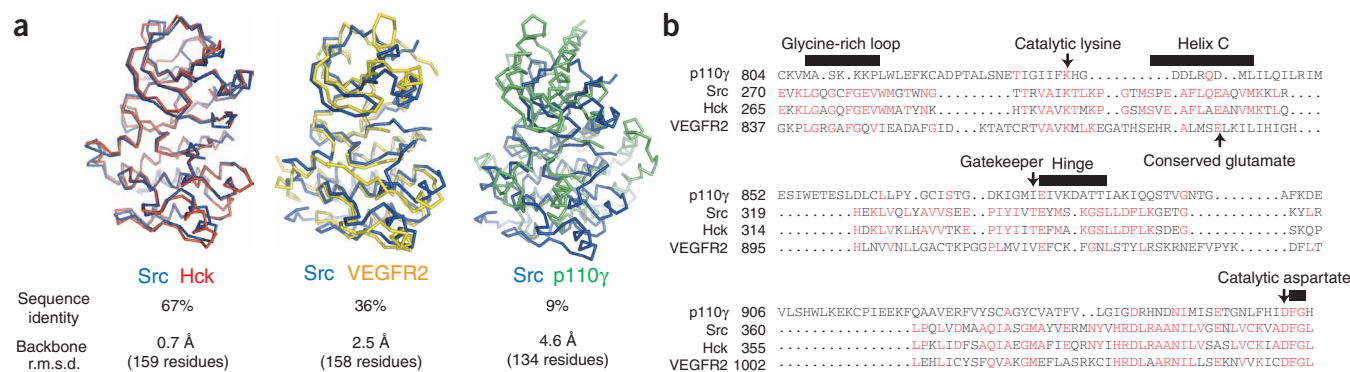 a
Src Hck
Src VEGFR2
Src p110γ
Sequence identity
67%
36%
9%
Backbone r.m.s.d.
0.7 Å (159 residues)
2.5 Å (158 residues)
4.6 Å (134 residues)
b
Glycine-rich loop Catalytic lysine Helix C
p110γ 804 CKVMA.SK.KKPLWLEFKCADPTALSNETIGIIFKHG.........DDLRQD..MLILQILRIM
Src 270 EVKLGQGCFGEVWMGTWNG......TTRVAIKTLKP.GTMSPE.AFLQEAQVMKKLR....
Hck 265 EKKLGAGQFGEVWMATYNK......HTKVAVKTMKP.GSMSVE.AFLAEANVMKTLQ....
VEGFR2 837 GKPLGRGAFGQVIEADAFGID..KTATCRTVAVKMLKEGATHSEHR.ALMSELKILIHIGH..
Conserved glutamate
Gatekeeper Hinge
p110γ 852 ESIWETESLDLCLLPY.GCISTG..DKIGMIEIVKDATTIAKIQQSTVGNTG......AFKDE
Src 319 .........HEKLVQLYAVVSEE..PIYIVTEYMS.KGSLLDFLKGETG.........KYLR
Hck 314 .........HDKLVKLHAVVTKE..PIYIITEFMA.KGSLLDFLKSDEG.........SKQP
VEGFR2 895 .........HLNVVNLLGACTKPGGPLMVIVEFCK.FGNLSTYLRSKRNEFVPYK.....DFLT
Catalytic aspartate
p110γ 906 VLSHWLKEKCPIEEKFQAAVERFVYSCAGYCVATFV..LGIGDRHNDNIMISETGNLFHIDFGH
Src 360 ...............LPQLVDMAAQIASGMAYVERMNYVHRDLRAANILVGENLVCKVADFGL
Hck 355 ...............LPKLIDFSAQIAEGMAFIEQRNYIHRDLRAANILVSASLVCKIADFGL
VEGFR2 1002 ...............LEHLICYSFQVAKGMEFLASRKCIHRDLAARNILLSEKNVVKICDFGL